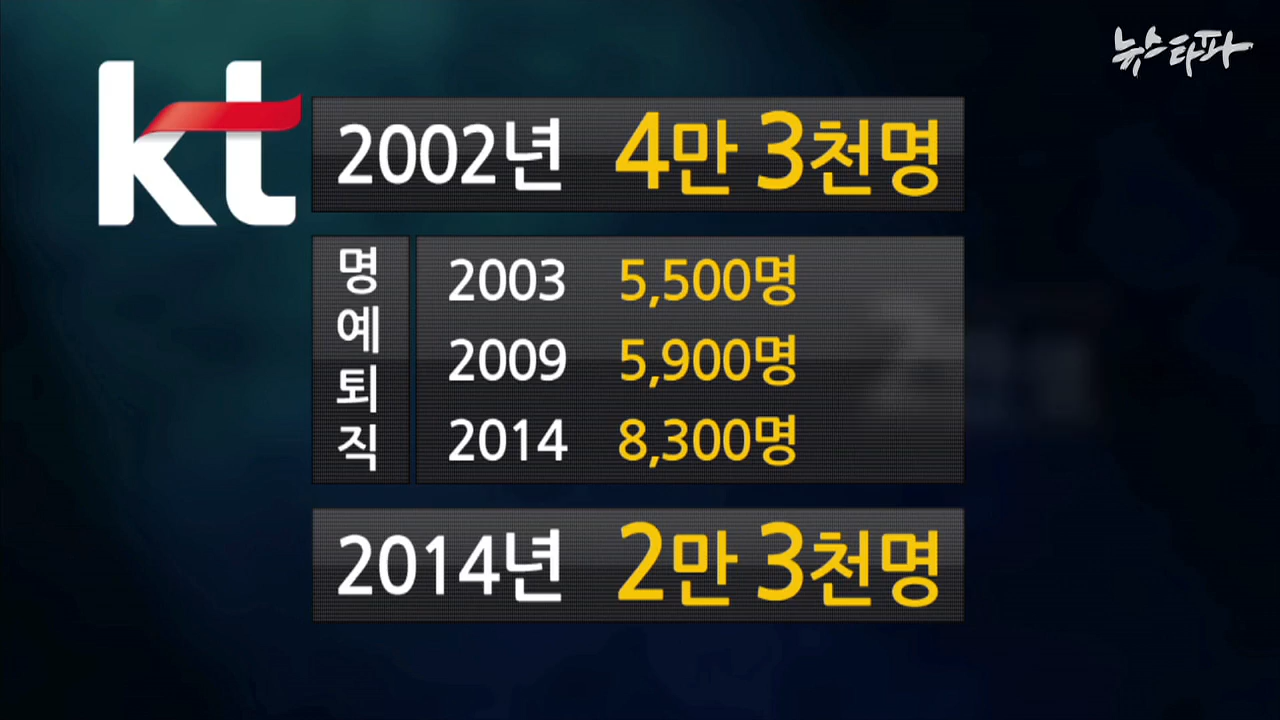 뉴스타파
kt
2002년 4만 3천명
명예퇴직
2003 5,500명
2009 5,900명
2014 8,300명
2014년 2만 3천명